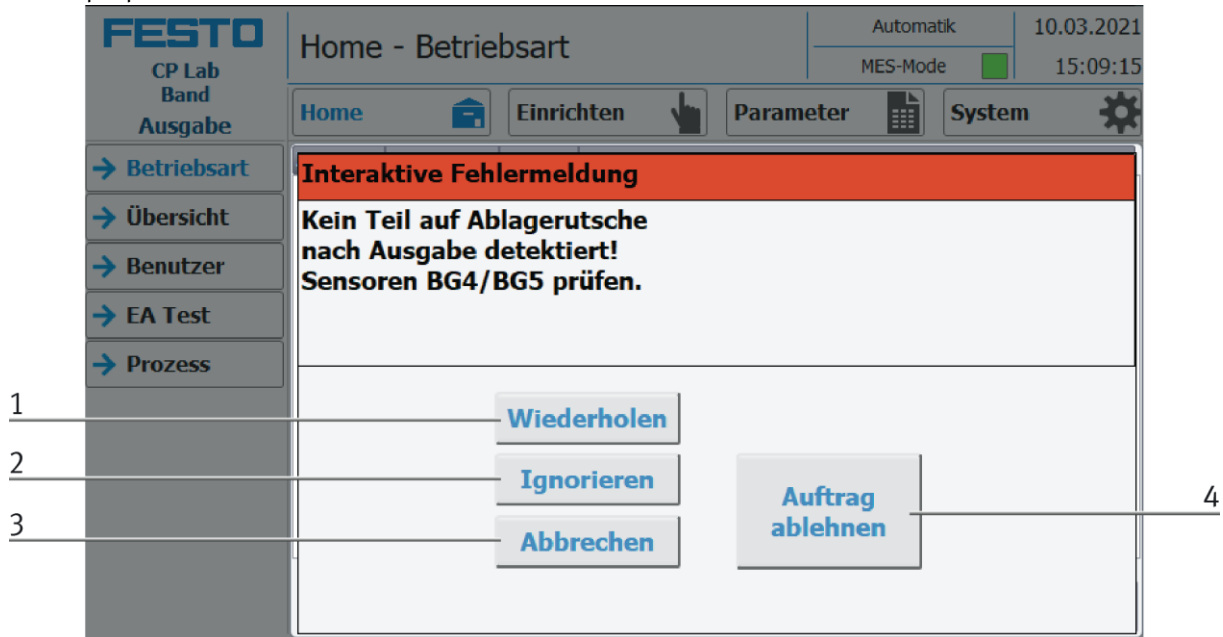 FESTO
CP Lab
Band
Ausgabe
Home - Betriebsart
Automatik
MES-Mode
10.03.2021
15:09:15
Home
Einrichten
Parameter
System
Betriebsart
Übersicht
Benutzer
EA Test
Prozess
Interaktive Fehlermeldung
Kein Teil auf Ablagerutsche
nach Ausgabe detektiert!
Sensoren BG4/BG5 prüfen.
1
Wiederholen
2
Ignorieren
3
Abbrechen
Auftrag
ablehnen
4